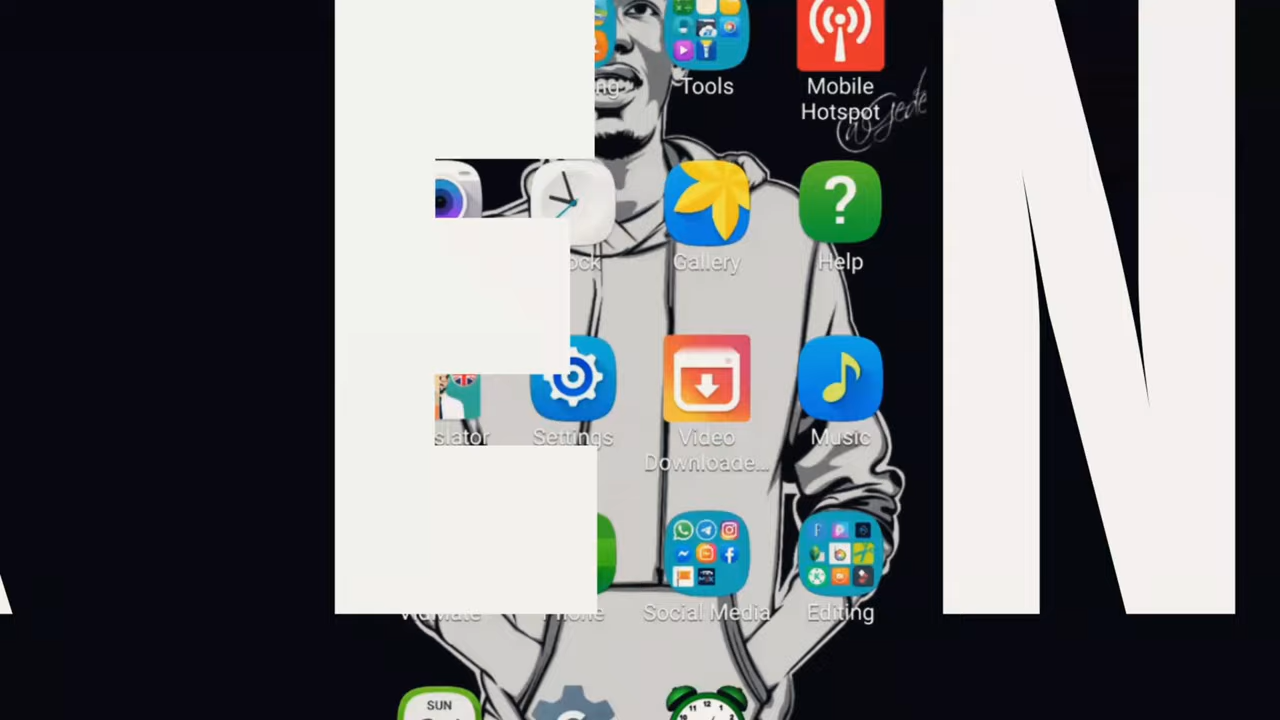 E N
Tools
Mobile
Hotspot
Gallery
Help
Settings
Video
Downloade...
Music
Social Media
Editing
SUN